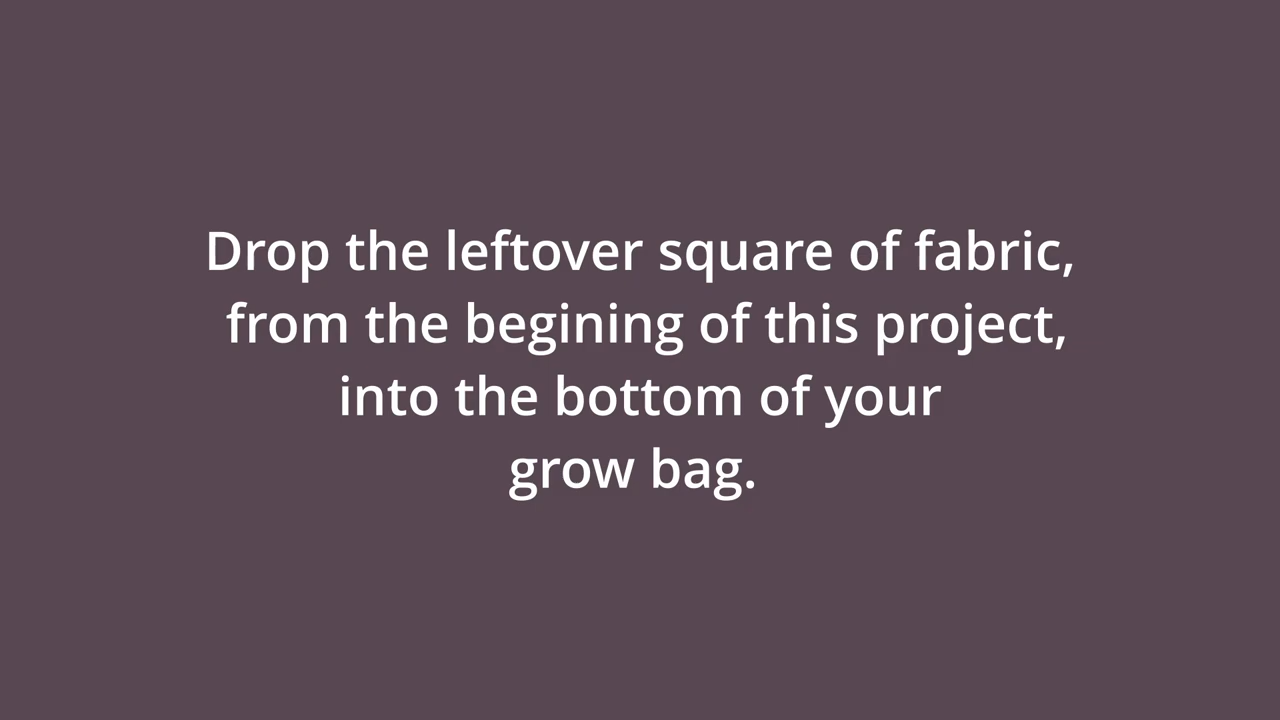 Drop the leftover square of fabric,
from the begining of this project,
into the bottom of your
grow bag.